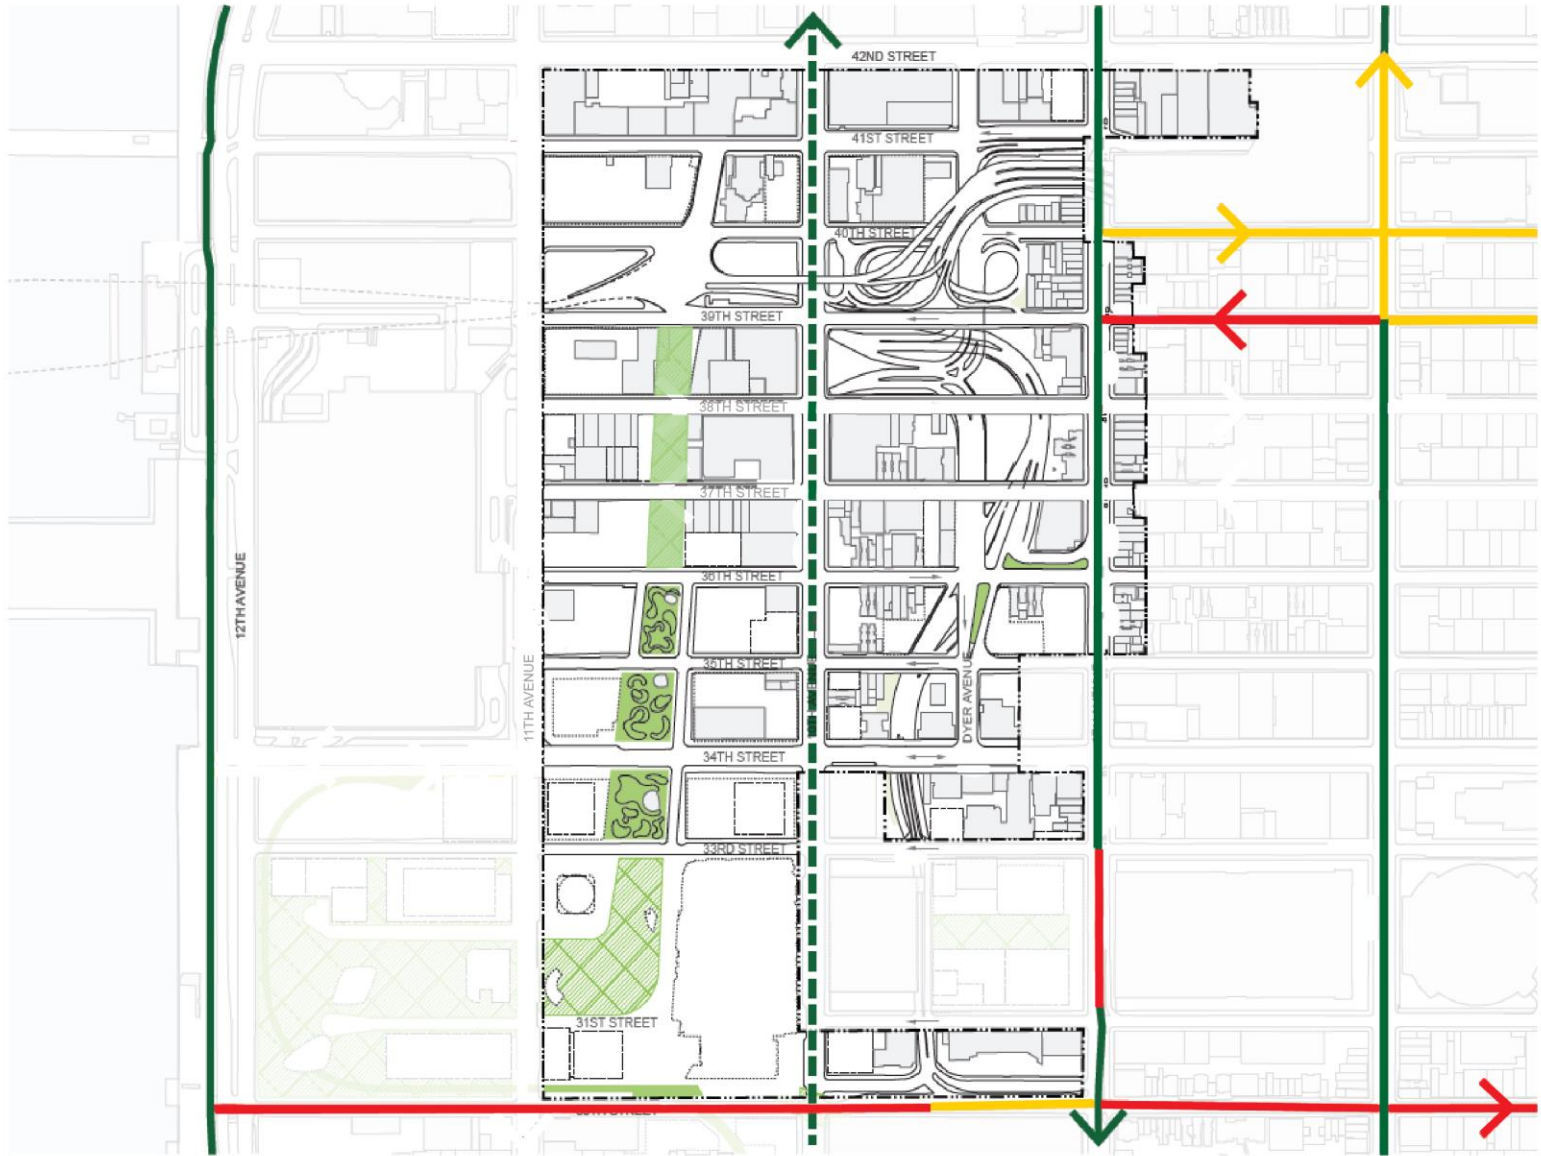 42ND STREET
41ST STREET
40TH STREET
39TH STREET
38TH STREET
37TH STREET
36TH STREET
12TH AVENUE
35TH STREET
11TH AVENUE
DYER AVENUE
34TH STREET
33RD STREET
31ST STREET